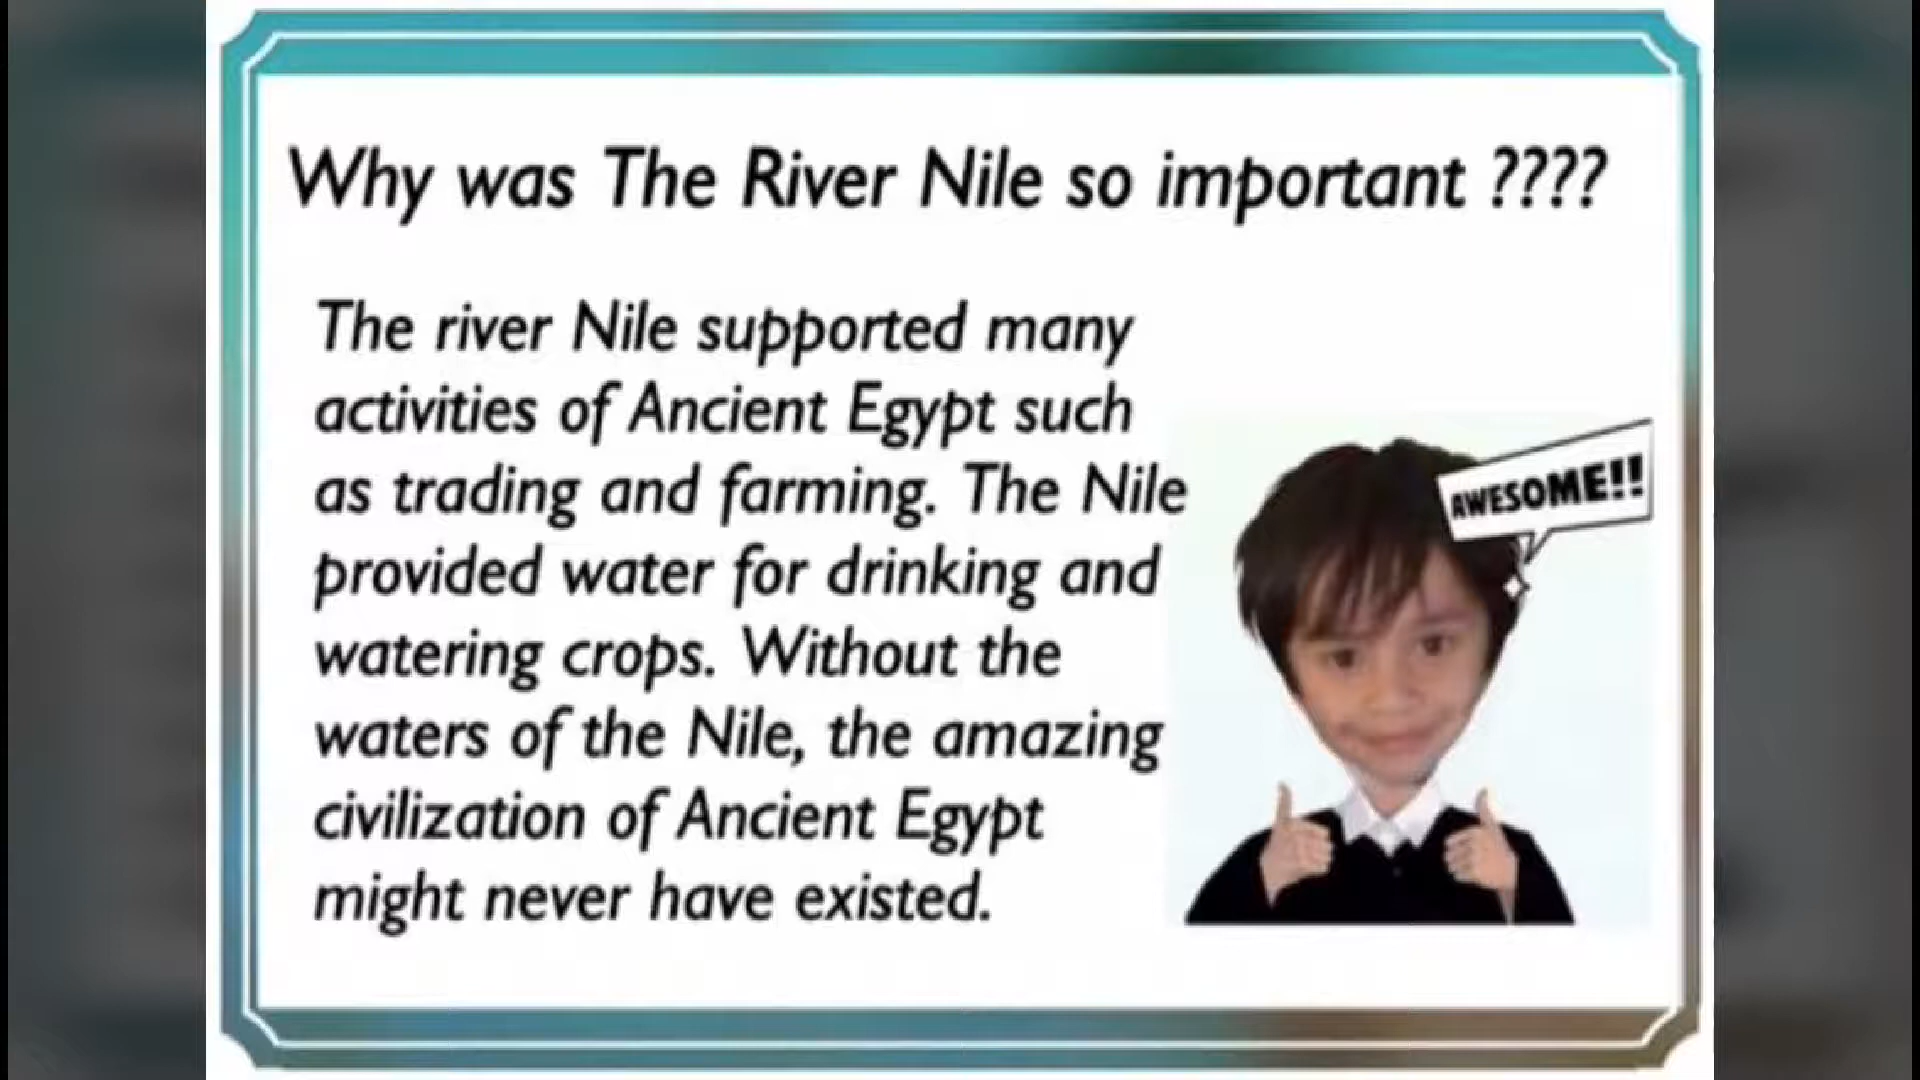 Why was The River Nile so important ????
The river Nile supported many
activities of Ancient Egypt such
as trading and farming. The Nile
provided water for drinking and
watering crops. Without the
waters of the Nile, the amazing
civilization of Ancient Egypt
might never have existed.
AWESOME!!